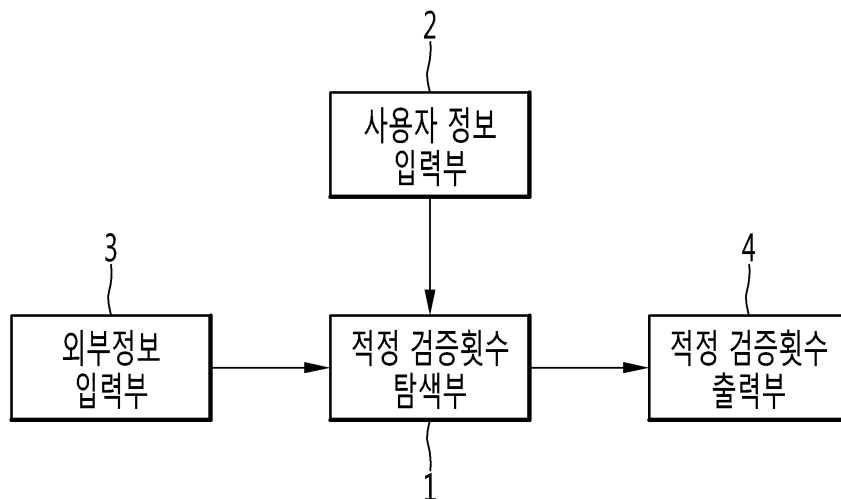 2
사용자 정보
입력부
3
외부정보
입력부
적정 검증횟수
탐색부
1
4
적정 검증횟수
출력부